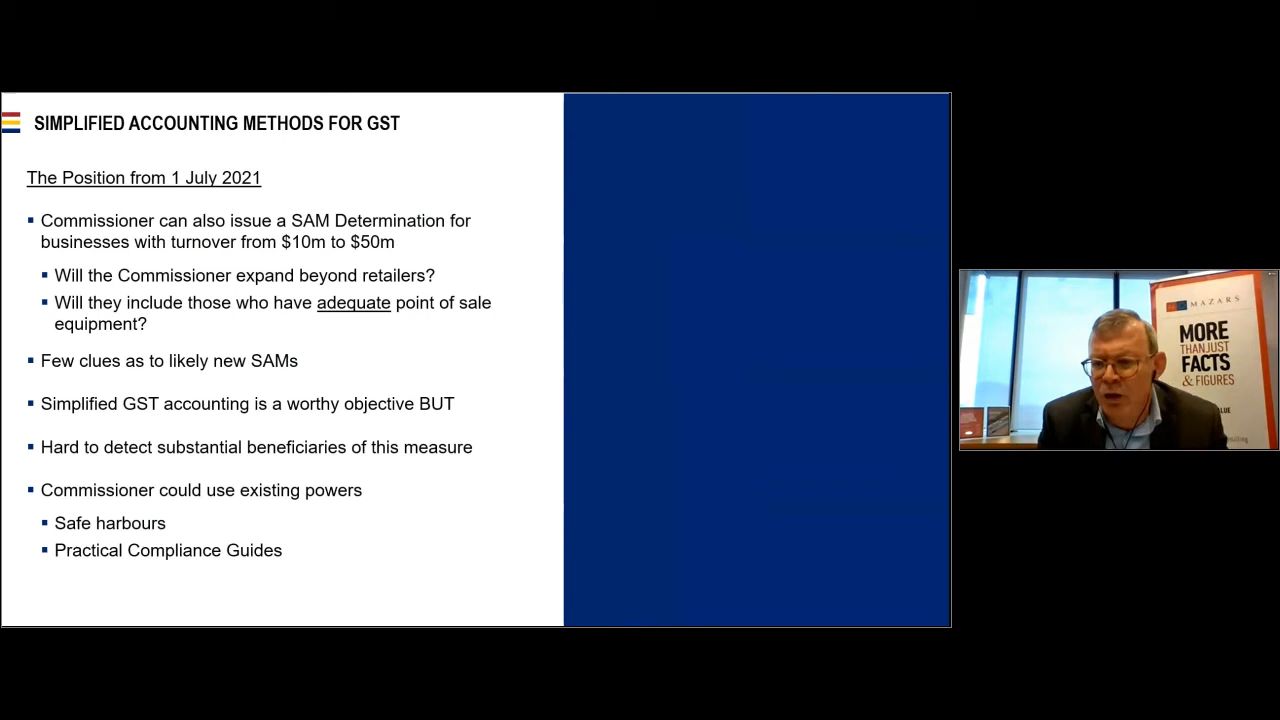 SIMPLIFIED ACCOUNTING METHODS FOR GST
The Position from 1 July 2021
▪ Commissioner can also issue a SAM Determination for
businesses with turnover from $10m to $50m
▪ Will the Commissioner expand beyond retailers?
▪ Will they include those who have adequate point of sale
equipment?
▪ Few clues as to likely new SAMs
▪ Simplified GST accounting is a worthy objective BUT
▪ Hard to detect substantial beneficiaries of this measure
▪ Commissioner could use existing powers
▪ Safe harbours
▪ Practical Compliance Guides
MAZARS
MORE
THAN JUST
FACTS
& FIGURES